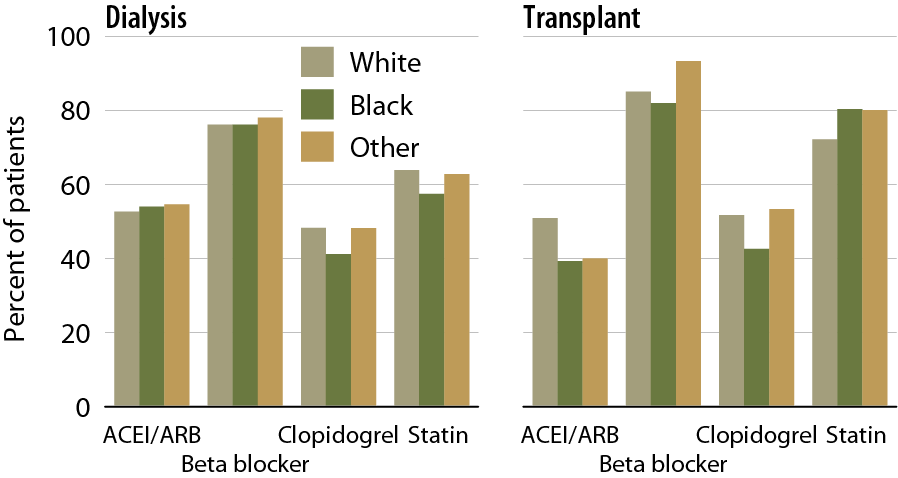 Dialysis
Transplant
Percent of patients
100
80
60
40
20
0
White
Black
Other
ACEI/ARB
Beta blocker
Clopidogrel
Statin
ACEI/ARB
Beta blocker
Clopidogrel
Statin